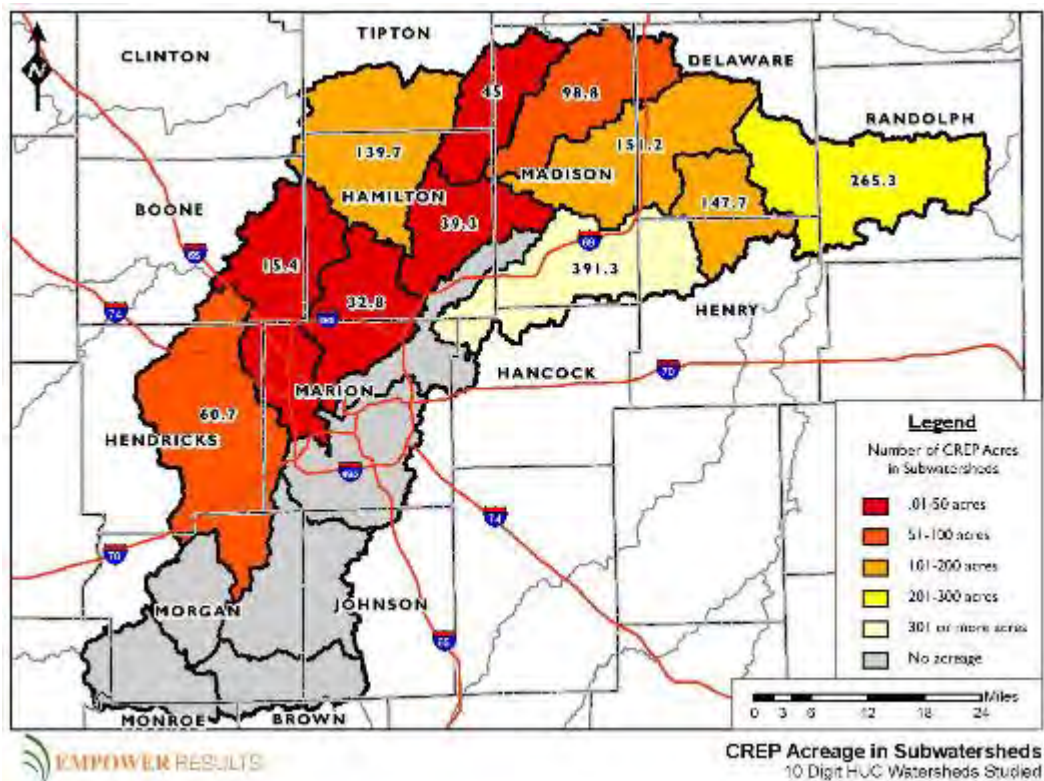 TIPTON
CLINTON
DELAWARE
45
98.8
RANDOLPH
139.7
151.2
MADISON
265.3
147.7
HAMILTON
BOONE
39.3
69
65
15.4
391.3
32.8
74
HENRY
HANCOCK
70
MARION
60.7
HENDRICKS
465
74
70
MORGAN
JOHNSON
65
MONROE
BROWN
N
Legend
Number of CREP Acres
in Subwatersheds
.01-50 acres
51-100 acres
101-200 acres
201-300 acres
301 or more acres
No acreage
Miles
0 3 6 12 18 24
EMPOWER RESULTS
CREP Acreage in Subwatersheds
10 Digit HUC Watersheds Studied